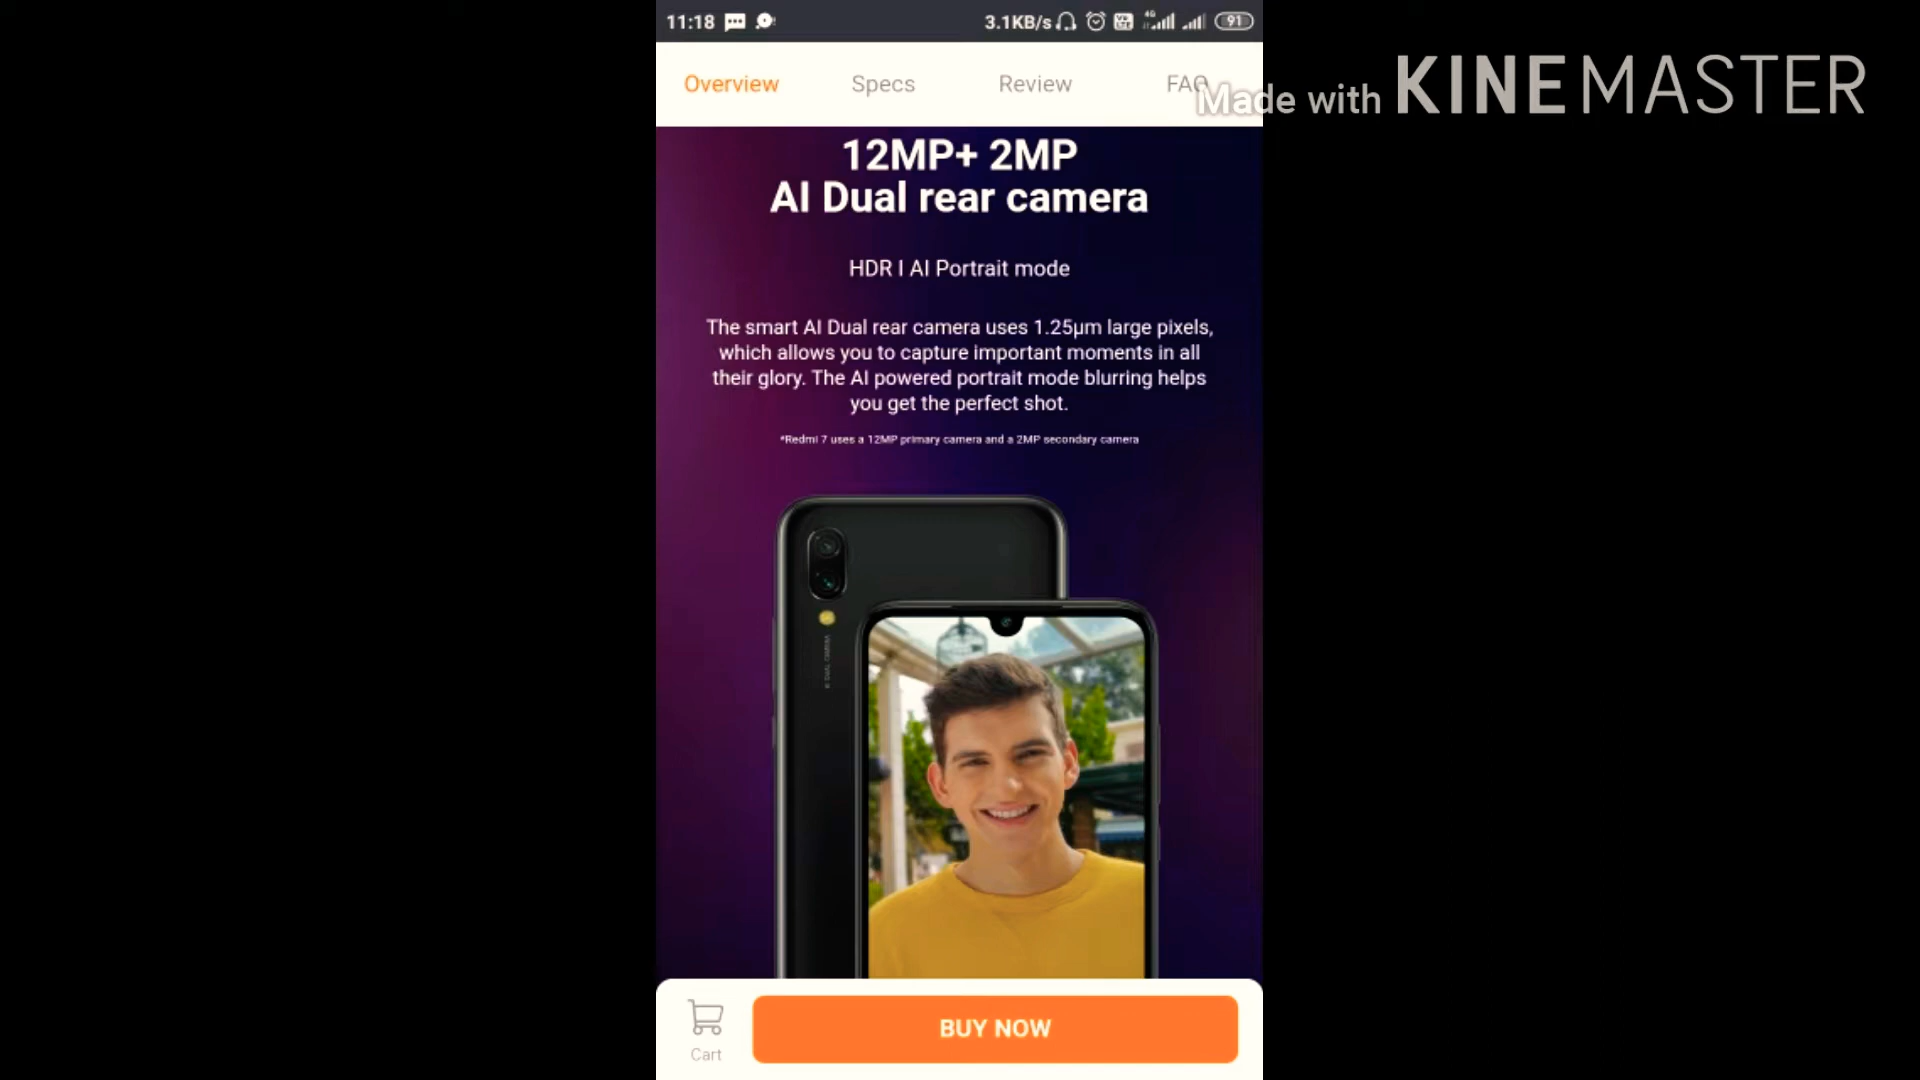 11:18 3.1KB/s 4G 91
Overview Specs Review FAQ
Made with KINEMASTER
12MP+ 2MP
AI Dual rear camera
HDR I AI Portrait mode
The smart AI Dual rear camera uses 1.25µm large pixels,
which allows you to capture important moments in all
their glory. The AI powered portrait mode blurring helps
you get the perfect shot.
*Redmi 7 uses a 12MP primary camera and a 2MP secondary camera
BUY NOW
Cart